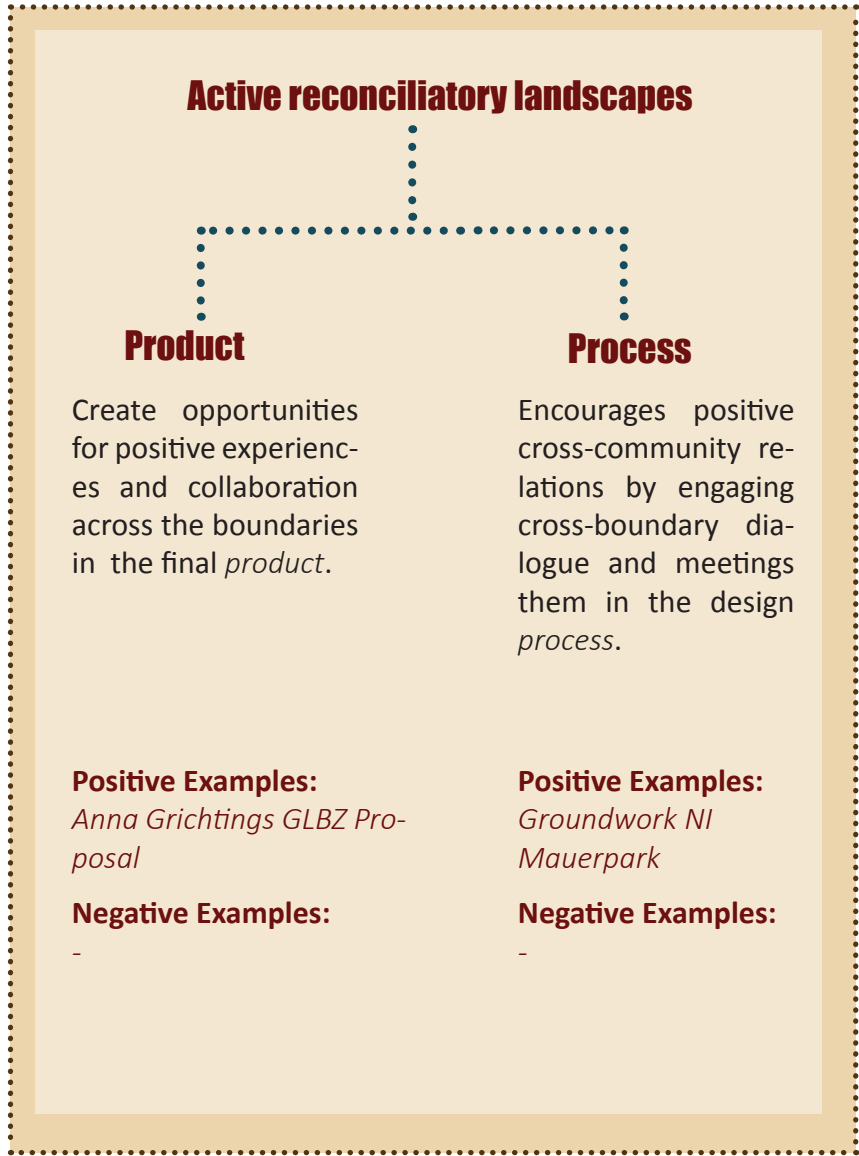 Active reconciliatory landscapes
Product
Create opportunities
for positive experienc-
es and collaboration
across the boundaries
in the final product.
Positive Examples:
Anna Grichtings GLBZ Pro-
posal
Negative Examples:
-
Process
Encourages positive
cross-community re-
lations by engaging
cross-boundary dia-
logue and meetings
them in the design
process.
Positive Examples:
Groundwork NI
Mauerpark
Negative Examples:
-